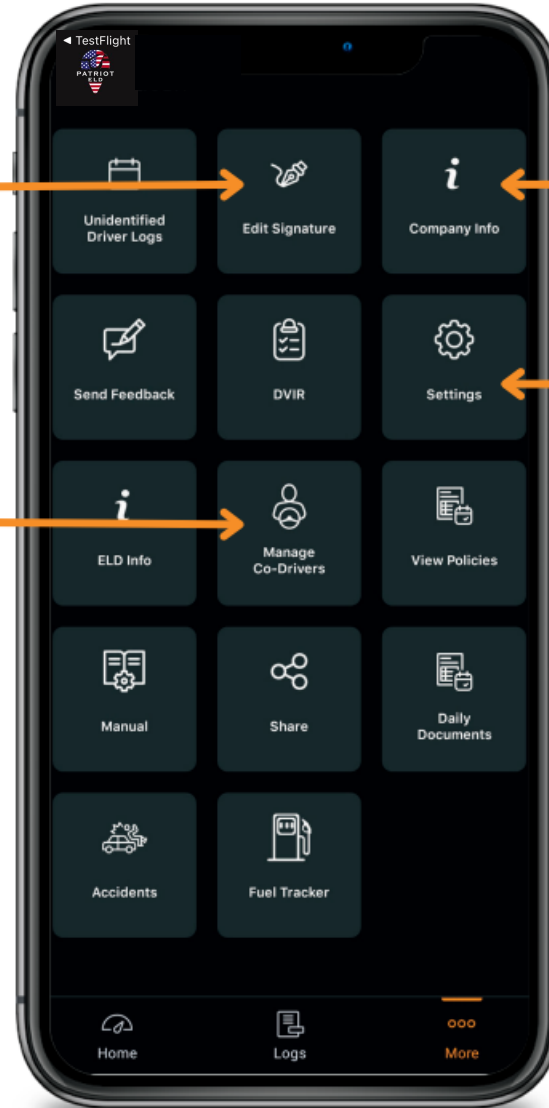 ◄ TestFlight
PATRIOT
ELD
Unidentified
Driver Logs
Edit Signature
Company Info
Send Feedback
DVIR
Settings
ELD Info
Manage
Co-Drivers
View Policies
Manual
Share
Daily
Documents
Accidents
Fuel Tracker
Home
Logs
More